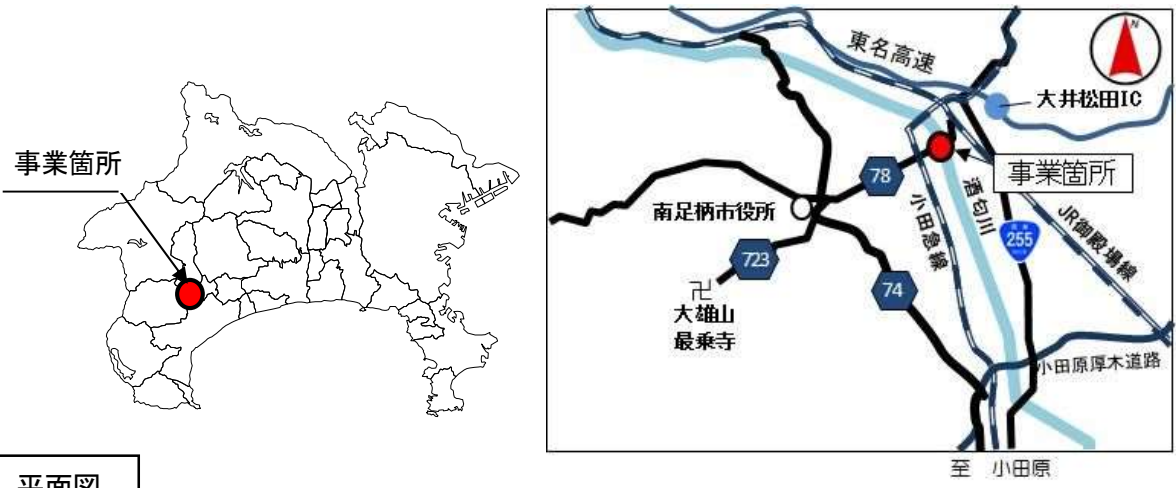 事業箇所
東名高速
N
大井松田IC
事業箇所
78
酒匂川
小田急線
南足柄市役所
JR御殿場線
255
723
74
卍
大雄山
最乗寺
小田原厚木道路
至 小田原
平面図